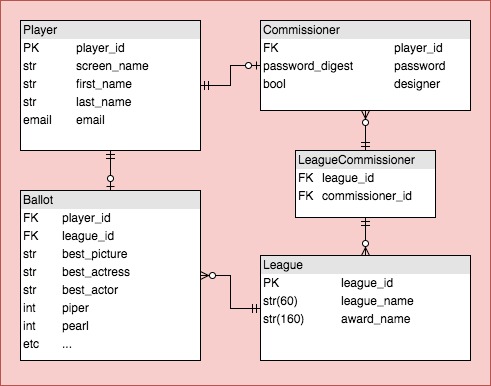 Player
PK player_id
str screen_name
str first_name
str last_name
email email
Commissioner
FK player_id
password_digest password
bool designer
LeagueCommissioner
FK league_id
FK commissioner_id
Ballot
FK player_id
FK league_id
str best_picture
str best_actress
str best_actor
int piper
int pearl
etc ...
League
PK league_id
str(60) league_name
str(160) award_name